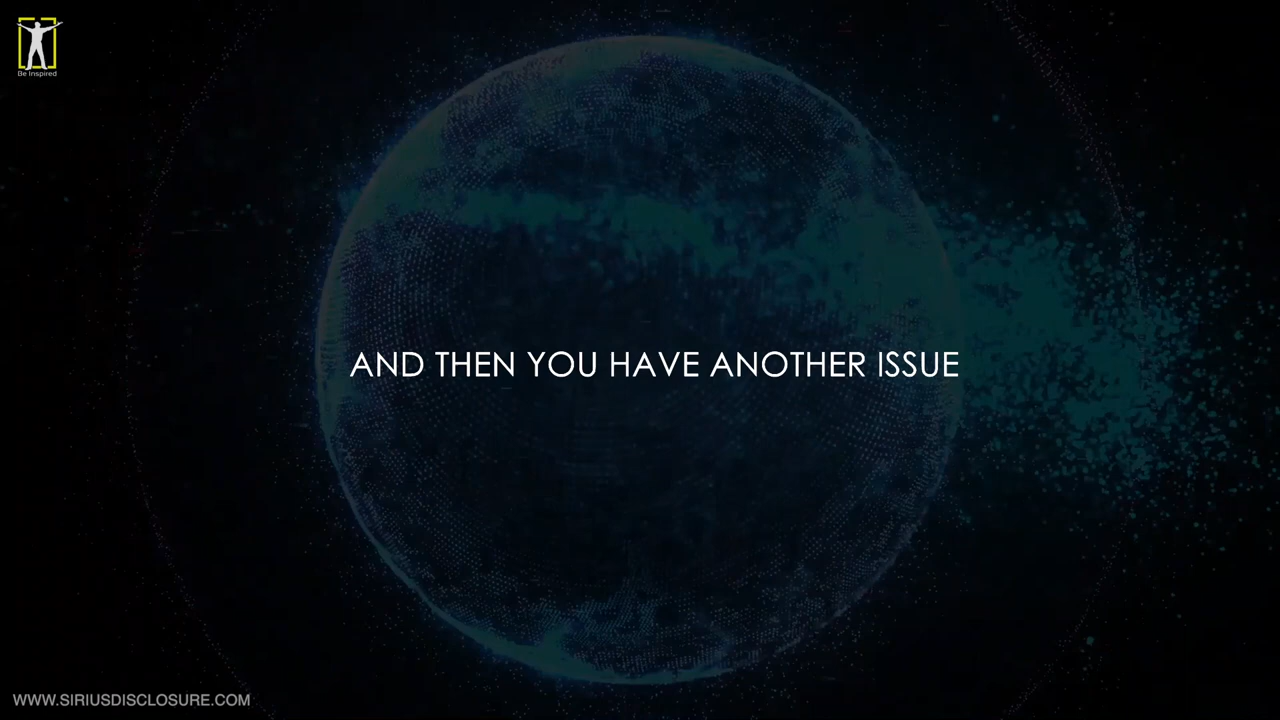 Be Inspired
AND THEN YOU HAVE ANOTHER ISSUE
WWW.SIRIUSDISCLOSURE.COM